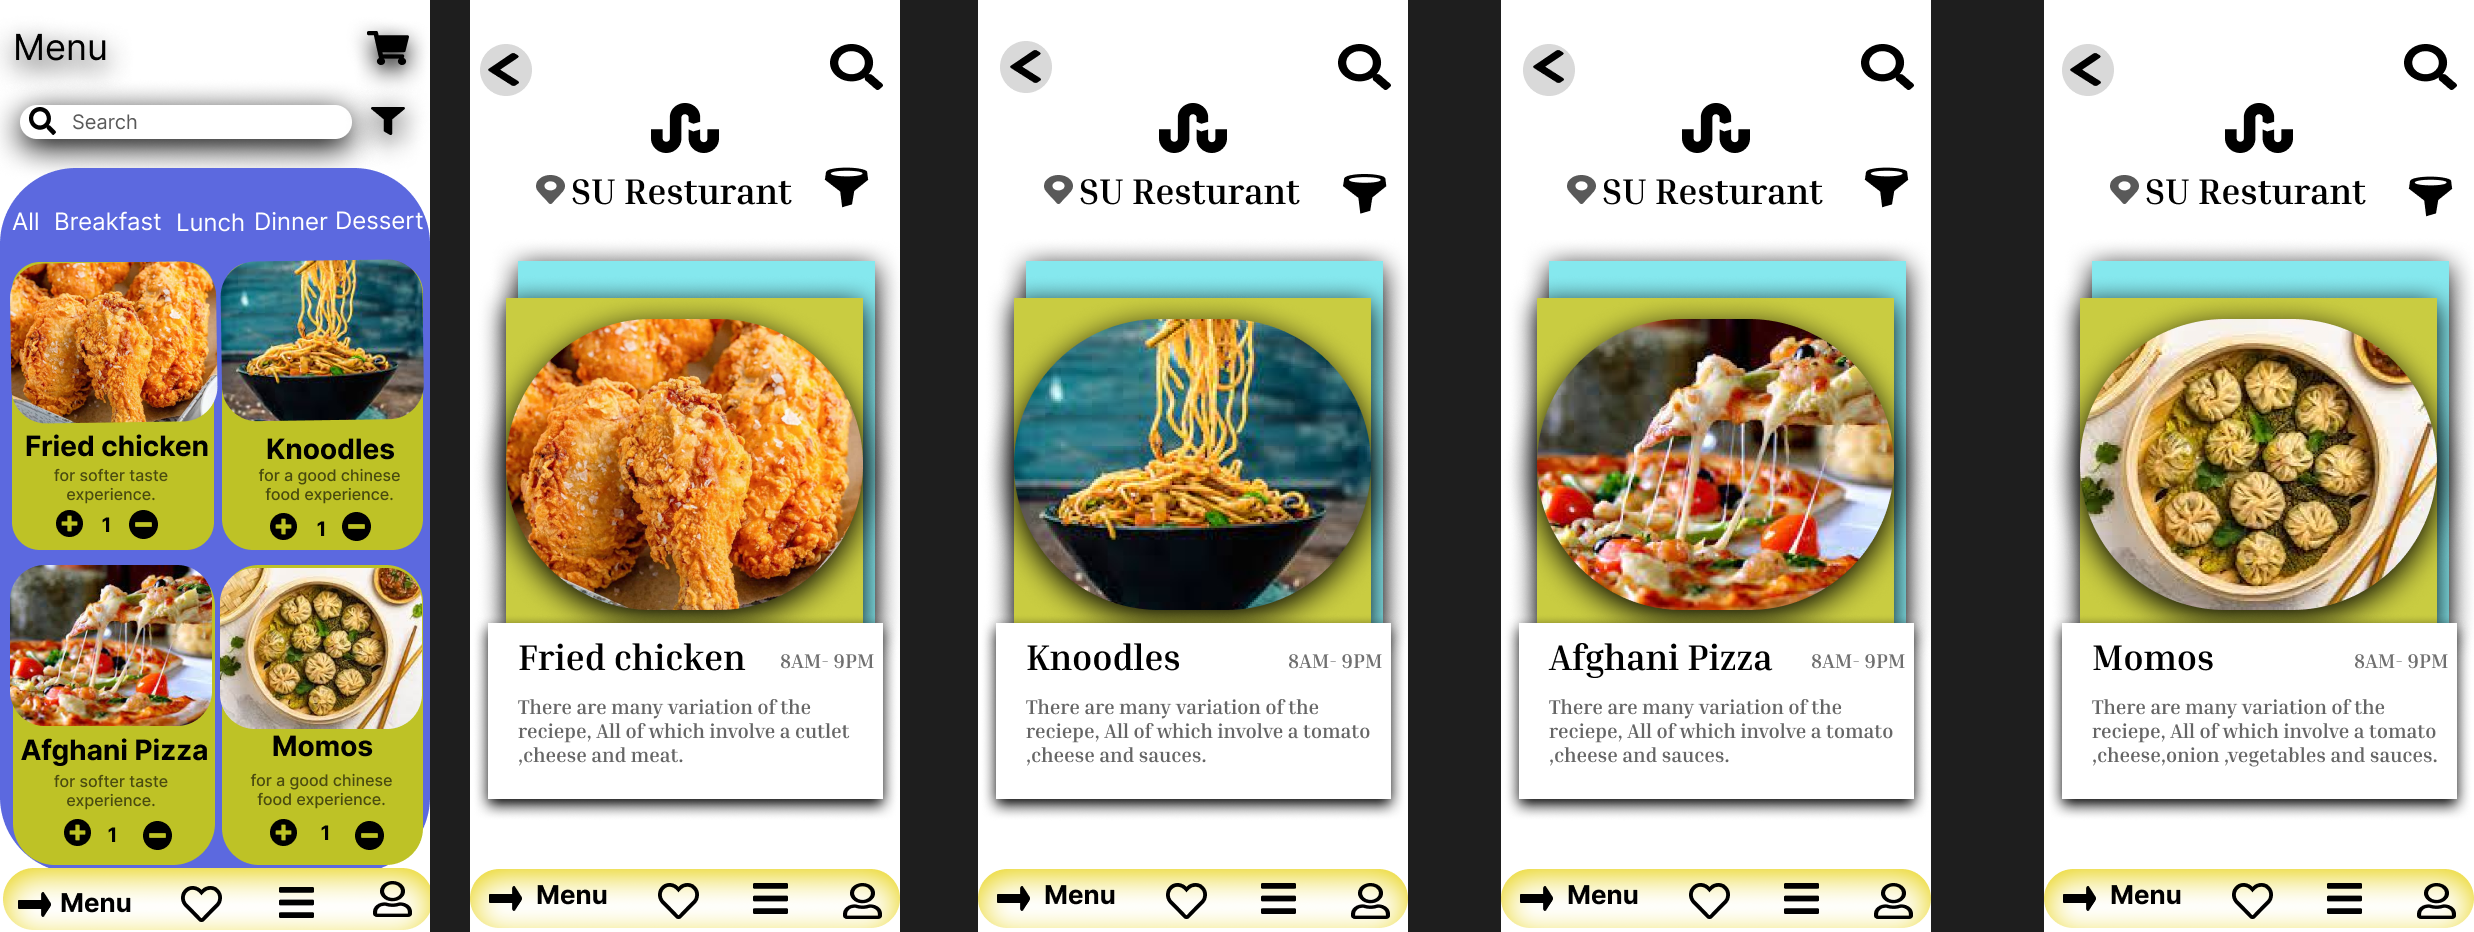 Menu
Search
All Breakfast Lunch Dinner Dessert
Fried chicken
for softer taste
experience.
1
Knoodles
for a good chinese
food experience.
1
Afghani Pizza
for softer taste
experience.
1
Momos
for a good chinese
food experience.
1
Menu
SU Resturant
Fried chicken 8AM- 9PM
There are many variation of the
reciepe, All of which involve a cutlet
,cheese and meat.
Menu
SU Resturant
Knoodles 8AM- 9PM
There are many variation of the
reciepe, All of which involve a tomato
,cheese and sauces.
Menu
SU Resturant
Afghani Pizza 8AM- 9PM
There are many variation of the
reciepe, All of which involve a tomato
,cheese and sauces.
Menu
SU Resturant
Momos 8AM- 9PM
There are many variation of the
reciepe, All of which involve a tomato
,cheese,onion ,vegetables and sauces.
Menu